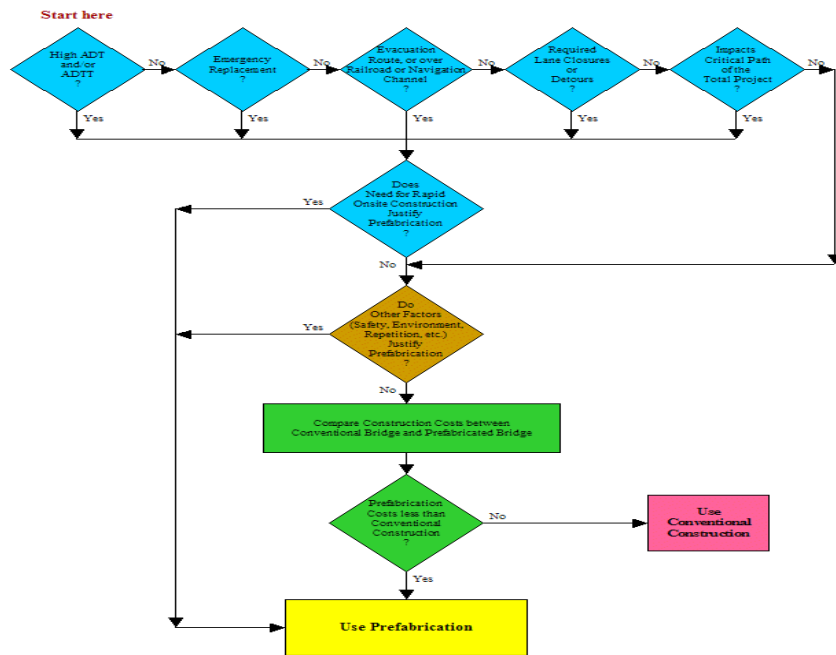 Start here
High ADT
and/or
ADTT
?
No
Emergency
Replacement
?
No
Evacuation
Route, or over
Railroad or Navigation
Channel
?
No
Required
Lane Closures
or
Detours
?
No
Impacts
Critical Path
of the
Total Project
?
No
Yes
Yes
Yes
Yes
Yes
Does
Need for Rapid
Onsite Construction
Justify
Prefabrication
?
Yes
No
Do
Other Factors
(Safety, Environment,
Repetition, etc.)
Justify
Prefabrication
?
Yes
No
Compare Construction Costs between
Conventional Bridge and Prefabricated Bridge
Prefabrication
Costs less than
Conventional
Construction
?
No
Use
Conventional
Construction
Yes
Use Prefabrication